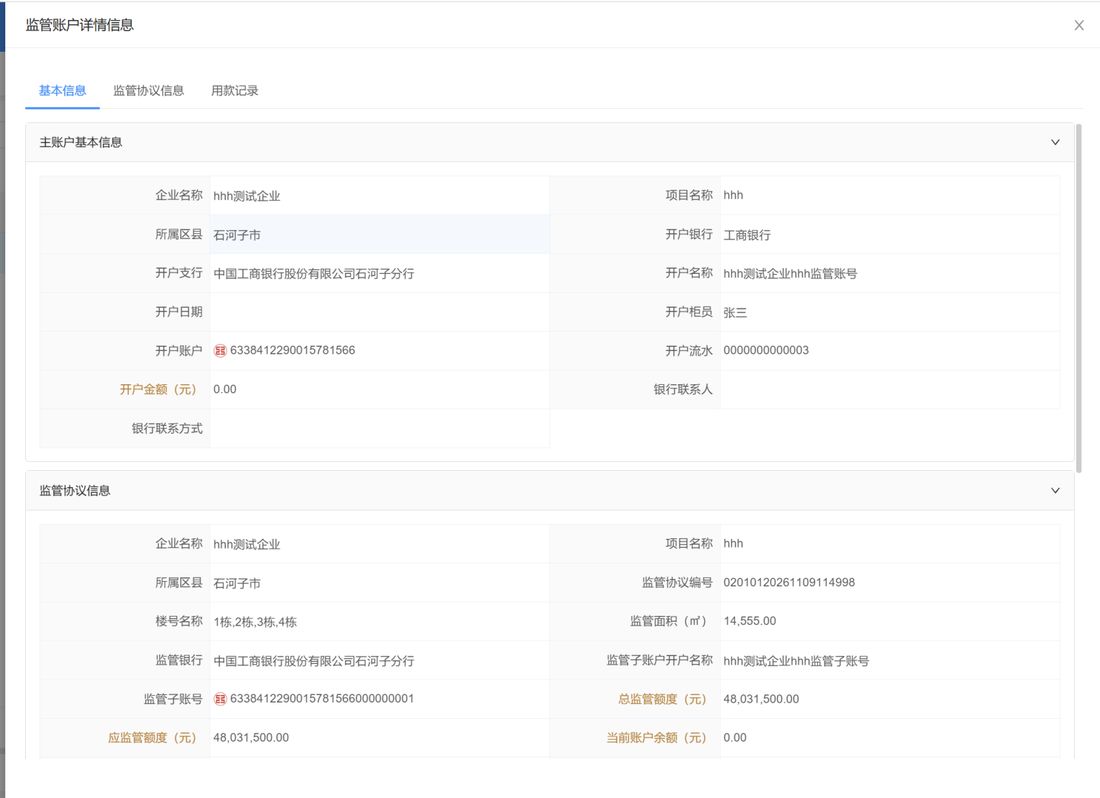 监管账户详情信息
基本信息 监管协议信息 用款记录
主账户基本信息
企业名称 hhh测试企业 项目名称 hhh
所属区县 石河子市 开户银行 工商银行
开户支行 中国工商银行股份有限公司石河子分行 开户名称 hhh测试企业hhh监管账号
开户日期 开户柜员 张三
开户账户 6338412290015781566 开户流水 0000000000003
开户金额（元） 0.00 银行联系人
银行联系方式
监管协议信息
企业名称 hhh测试企业 项目名称 hhh
所属区县 石河子市 监管协议编号 02010120261109114998
楼号名称 1栋,2栋,3栋,4栋 监管面积（㎡） 14,555.00
监管银行 中国工商银行股份有限公司石河子分行 监管子账户开户名称 hhh测试企业hhh监管子账号
监管子账号 6338412290015781566000000001 总监管额度（元） 48,031,500.00
应监管额度（元） 48,031,500.00 当前账户余额（元） 0.00